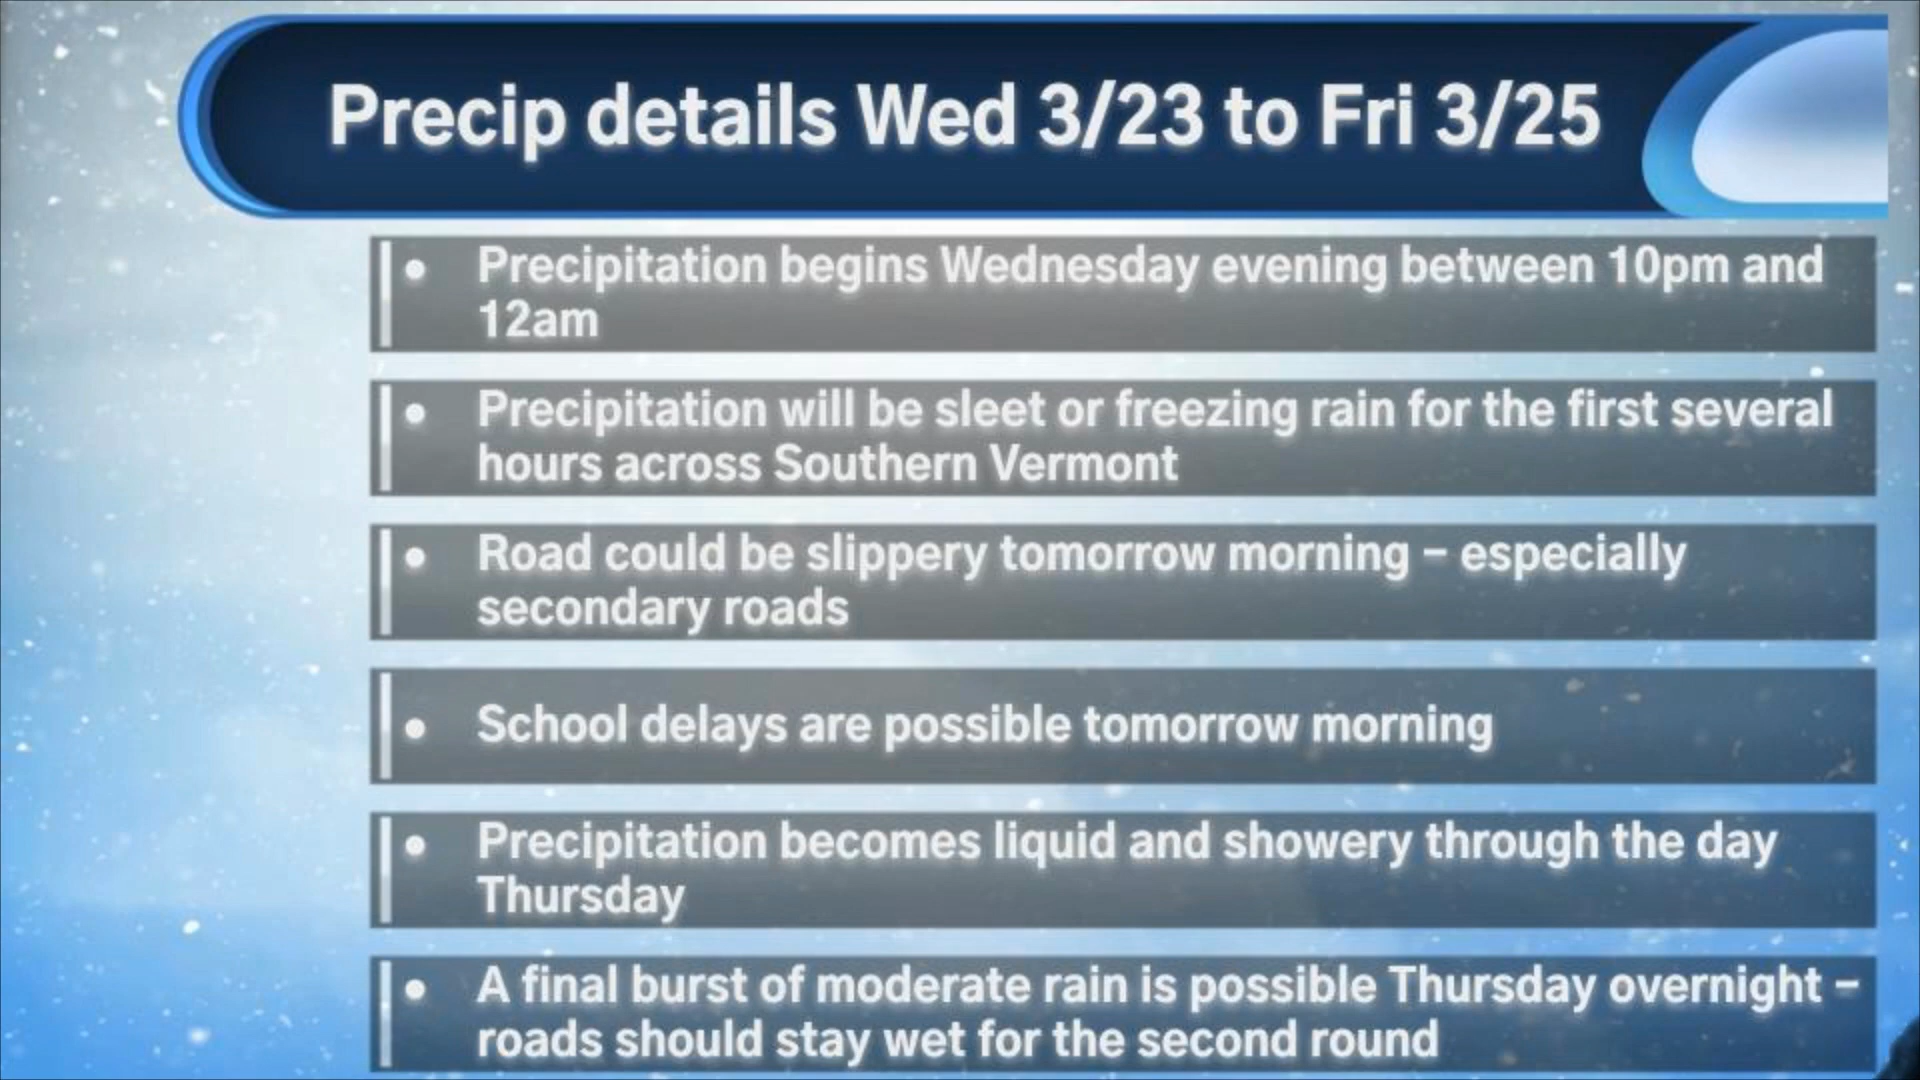 Precip details Wed 3/23 to Fri 3/25
• Precipitation begins Wednesday evening between 10pm and
12am
• Precipitation will be sleet or freezing rain for the first several
hours across Southern Vermont
• Road could be slippery tomorrow morning – especially
secondary roads
• School delays are possible tomorrow morning
• Precipitation becomes liquid and showery through the day
Thursday
• A final burst of moderate rain is possible Thursday overnight –
roads should stay wet for the second round